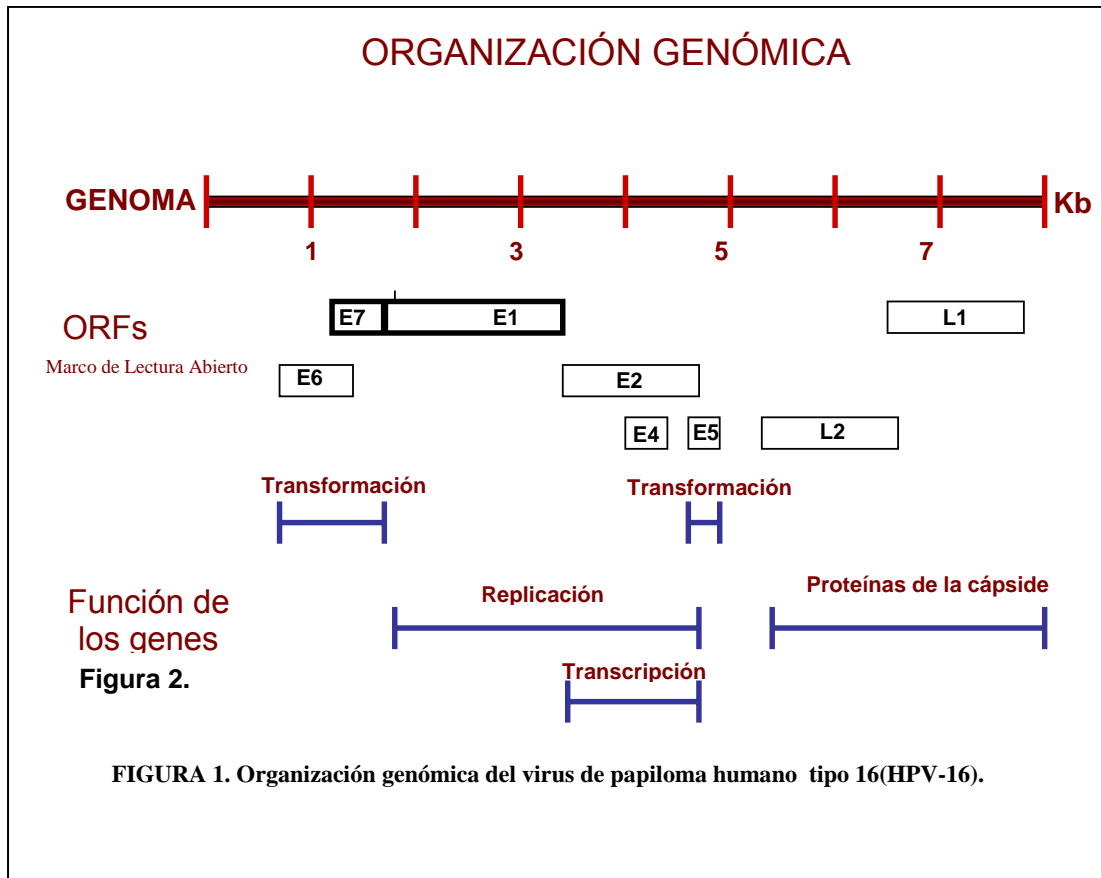 ORGANIZACIÓN GENÓMICA
GENOMA
Kb
1 3 5 7
ORFs
Marco de Lectura Abierto
E7 E1 L1
E6 E2
E4 E5 L2
Transformación Transformación
Función de
los genes
Replicación Proteínas de la cápside
Transcripción
Figura 2.
FIGURA 1. Organización genómica del virus de papiloma humano tipo 16(HPV-16).